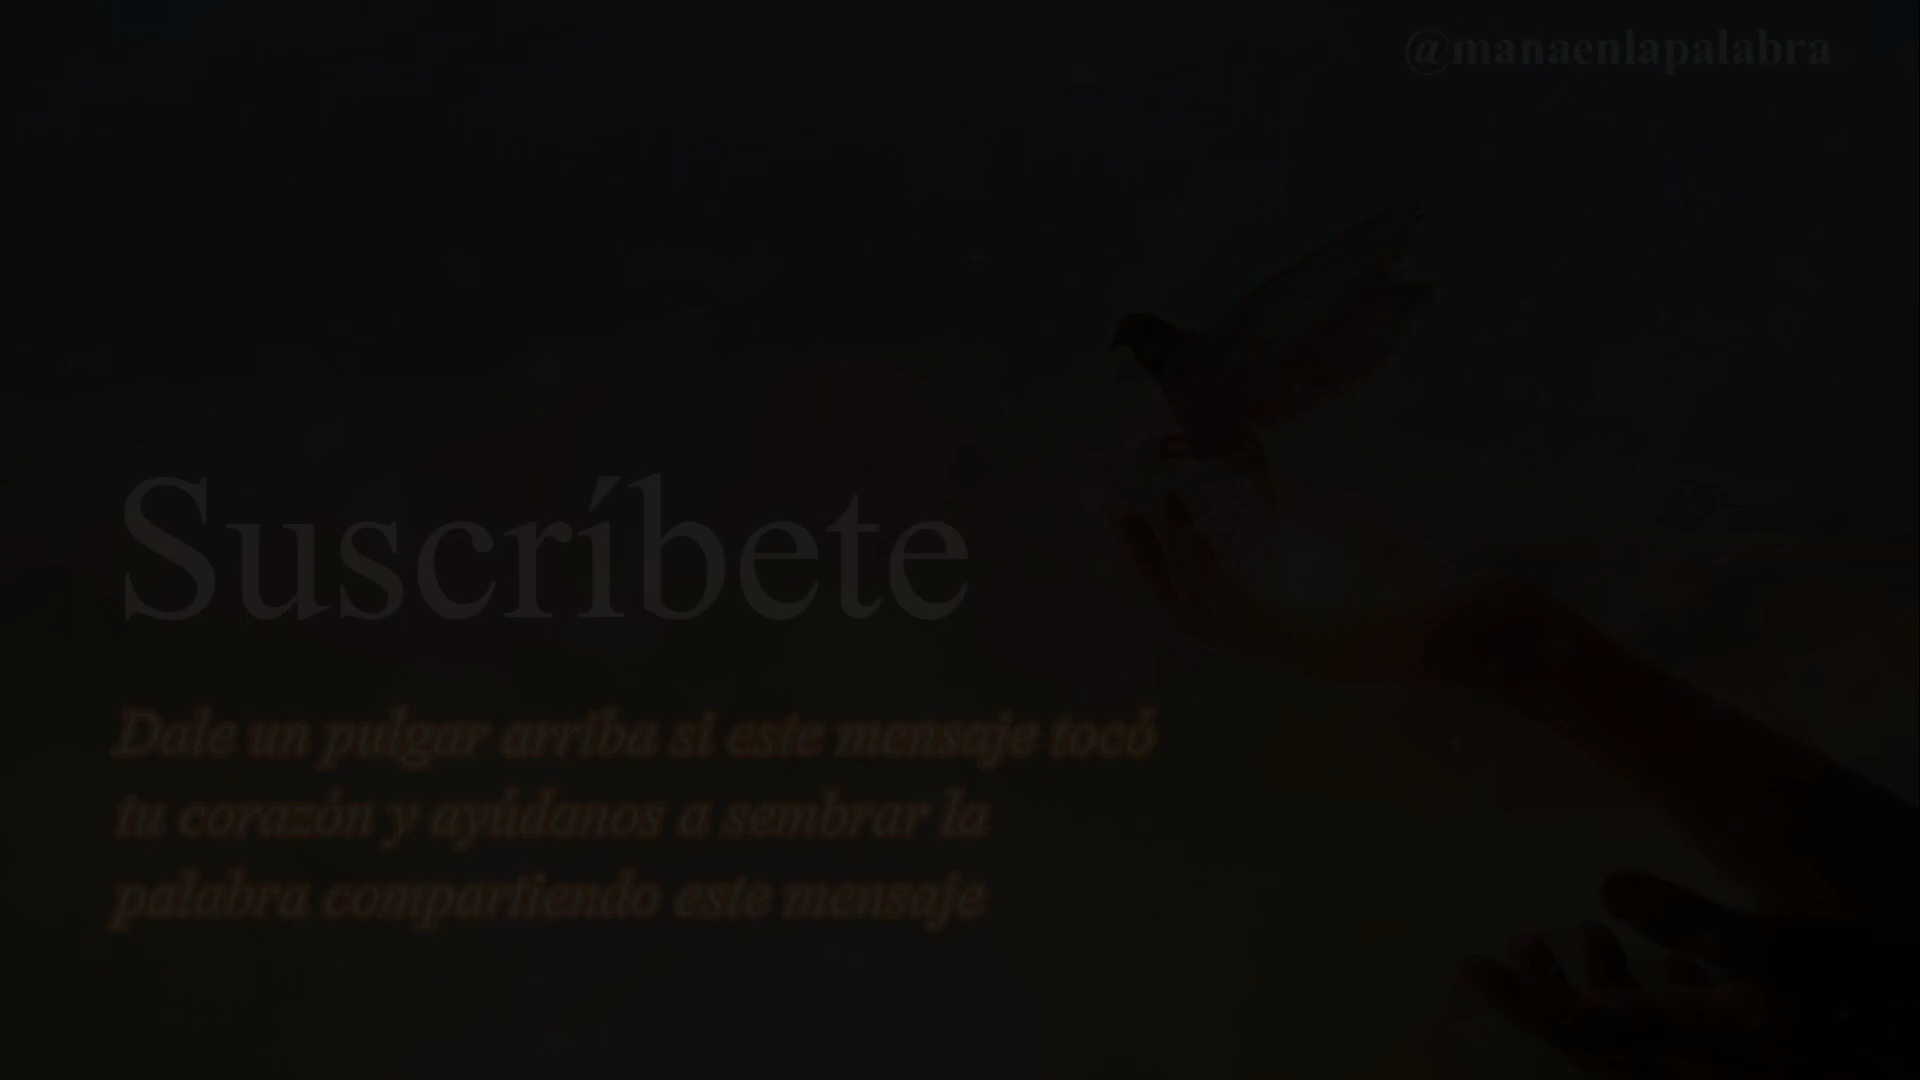 @manaenlapalabra
Suscríbete
Dale un pulgar arriba si este mensaje tocó
tu corazón y ayúdanos a sembrar la
palabra compartiendo este mensaje